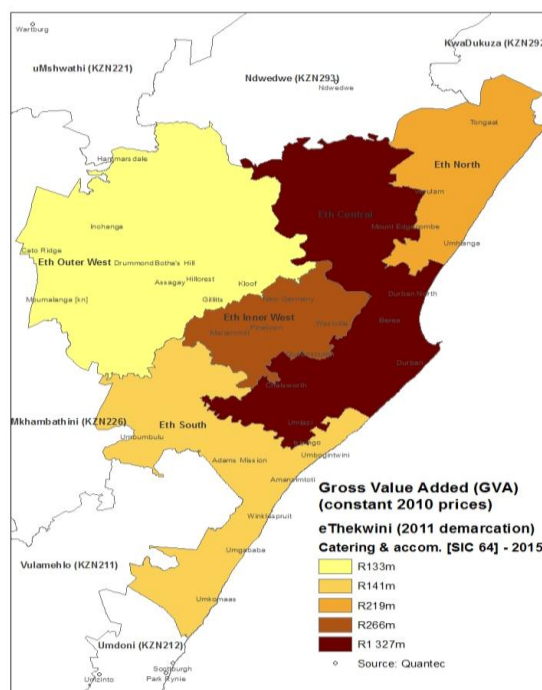 Wartburg
KwaDukuza (KZN292
uMshwathi (KZN221)
Ndwedwe (KZN293)
Ndwedwe
Tongaat
Hammarsdale
Eth North
Eth Central
Inchanga
Mount Edgecombe
Umhlanga
Cato Ridge
Eth Outer West
Drummond
Botha's Hill
Hillcrest
Assagay
Kloof
Mpumalanga [kn]
Gillitts
New Germany
Durban North
Eth Inner West
Westville
Berea
Mariannhill
Pinetown
Durban
Chatsworth
Mkhambathini (KZN226)
Eth South
Umlazi
Umbumbulu
Umbogintwini
Adams Mission
Amanzimtoti
Winklespruit
Gross Value Added (GVA)
(constant 2010 prices)
eThekwini (2011 demarcation)
Catering & accom. [SIC 64] - 2015
Vulamehlo (KZN211)
Umgababa
R133m
R141m
Umkomaas
R219m
R266m
Umdoni (KZN212)
R1 327m
Scottburgh
Source: Quantec
Umzinto
Park Rynie